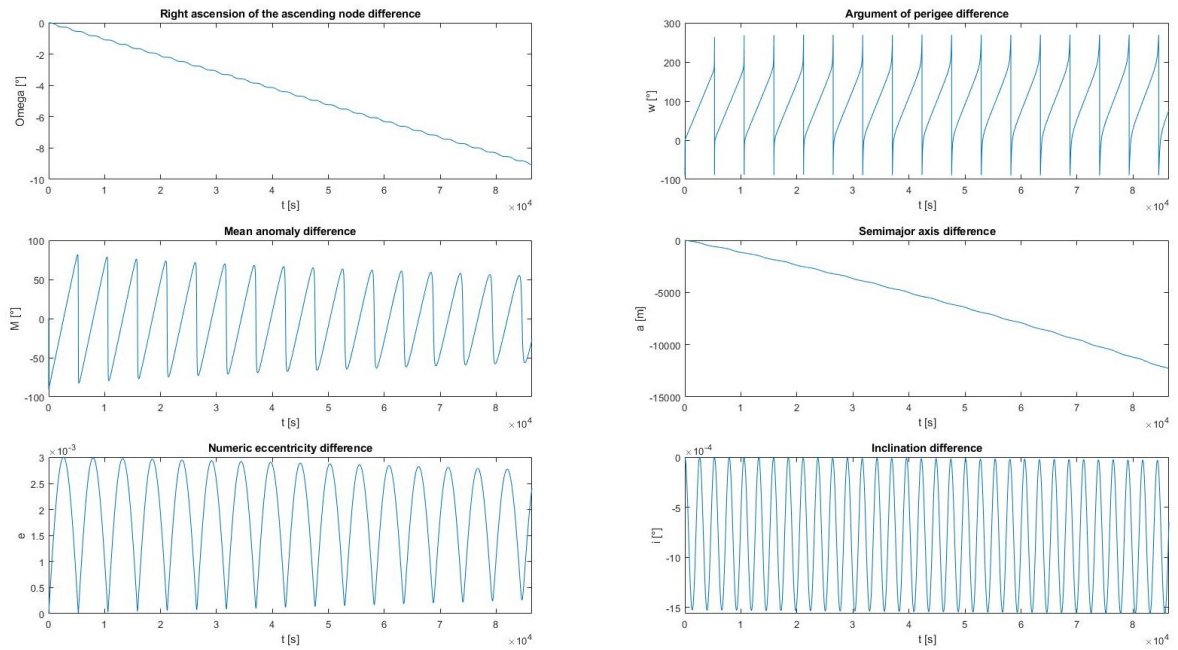 Right ascension of the ascending node difference
0
-2
-4
-6
-8
-10
Omega [°]
0 1 2 3 4 5 6 7 8
t [s]
×10^4
Argument of perigee difference
300
200
100
0
-100
w [°]
0 1 2 3 4 5 6 7 8
t [s]
×10^4
Mean anomaly difference
100
50
0
-50
-100
M [°]
0 1 2 3 4 5 6 7 8
t [s]
×10^4
Semimajor axis difference
0
-5000
-10000
-15000
a [m]
0 1 2 3 4 5 6 7 8
t [s]
×10^4
Numeric eccentricity difference
×10^-3
3
2.5
2
1.5
1
0.5
0
e
0 1 2 3 4 5 6 7 8
t [s]
×10^4
Inclination difference
×10^-4
0
-5
-10
-15
i [°]
0 1 2 3 4 5 6 7 8
t [s]
×10^4